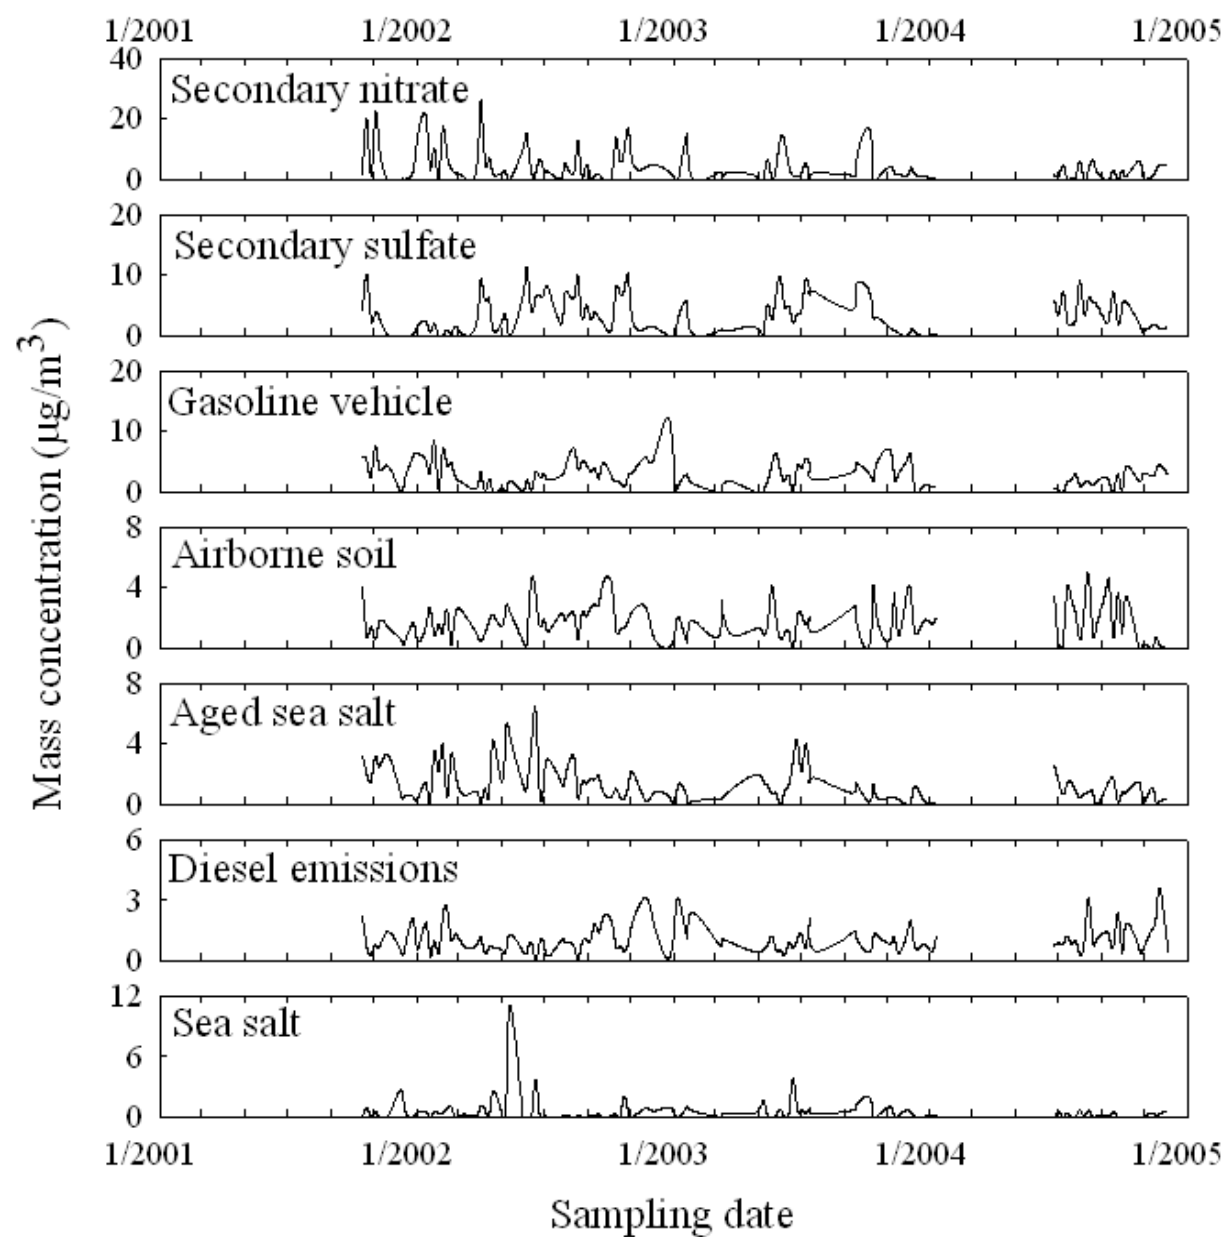 1/2001 1/2002 1/2003 1/2004 1/2005
40
Secondary nitrate
20
0
20
Secondary sulfate
10
0
20
Gasoline vehicle
10
0
8
Airborne soil
4
0
8
Aged sea salt
4
0
6
Diesel emissions
3
0
12
Sea salt
6
0
Mass concentration (μg/m³)
1/2001 1/2002 1/2003 1/2004 1/2005
Sampling date